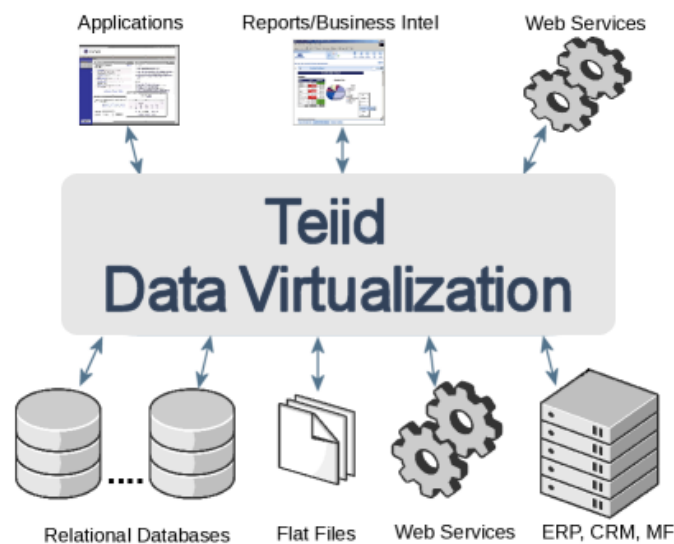 Applications
Reports/Business Intel
Web Services
Teiid
Data Virtualization
....
Relational Databases
Flat Files
Web Services
ERP, CRM, MF